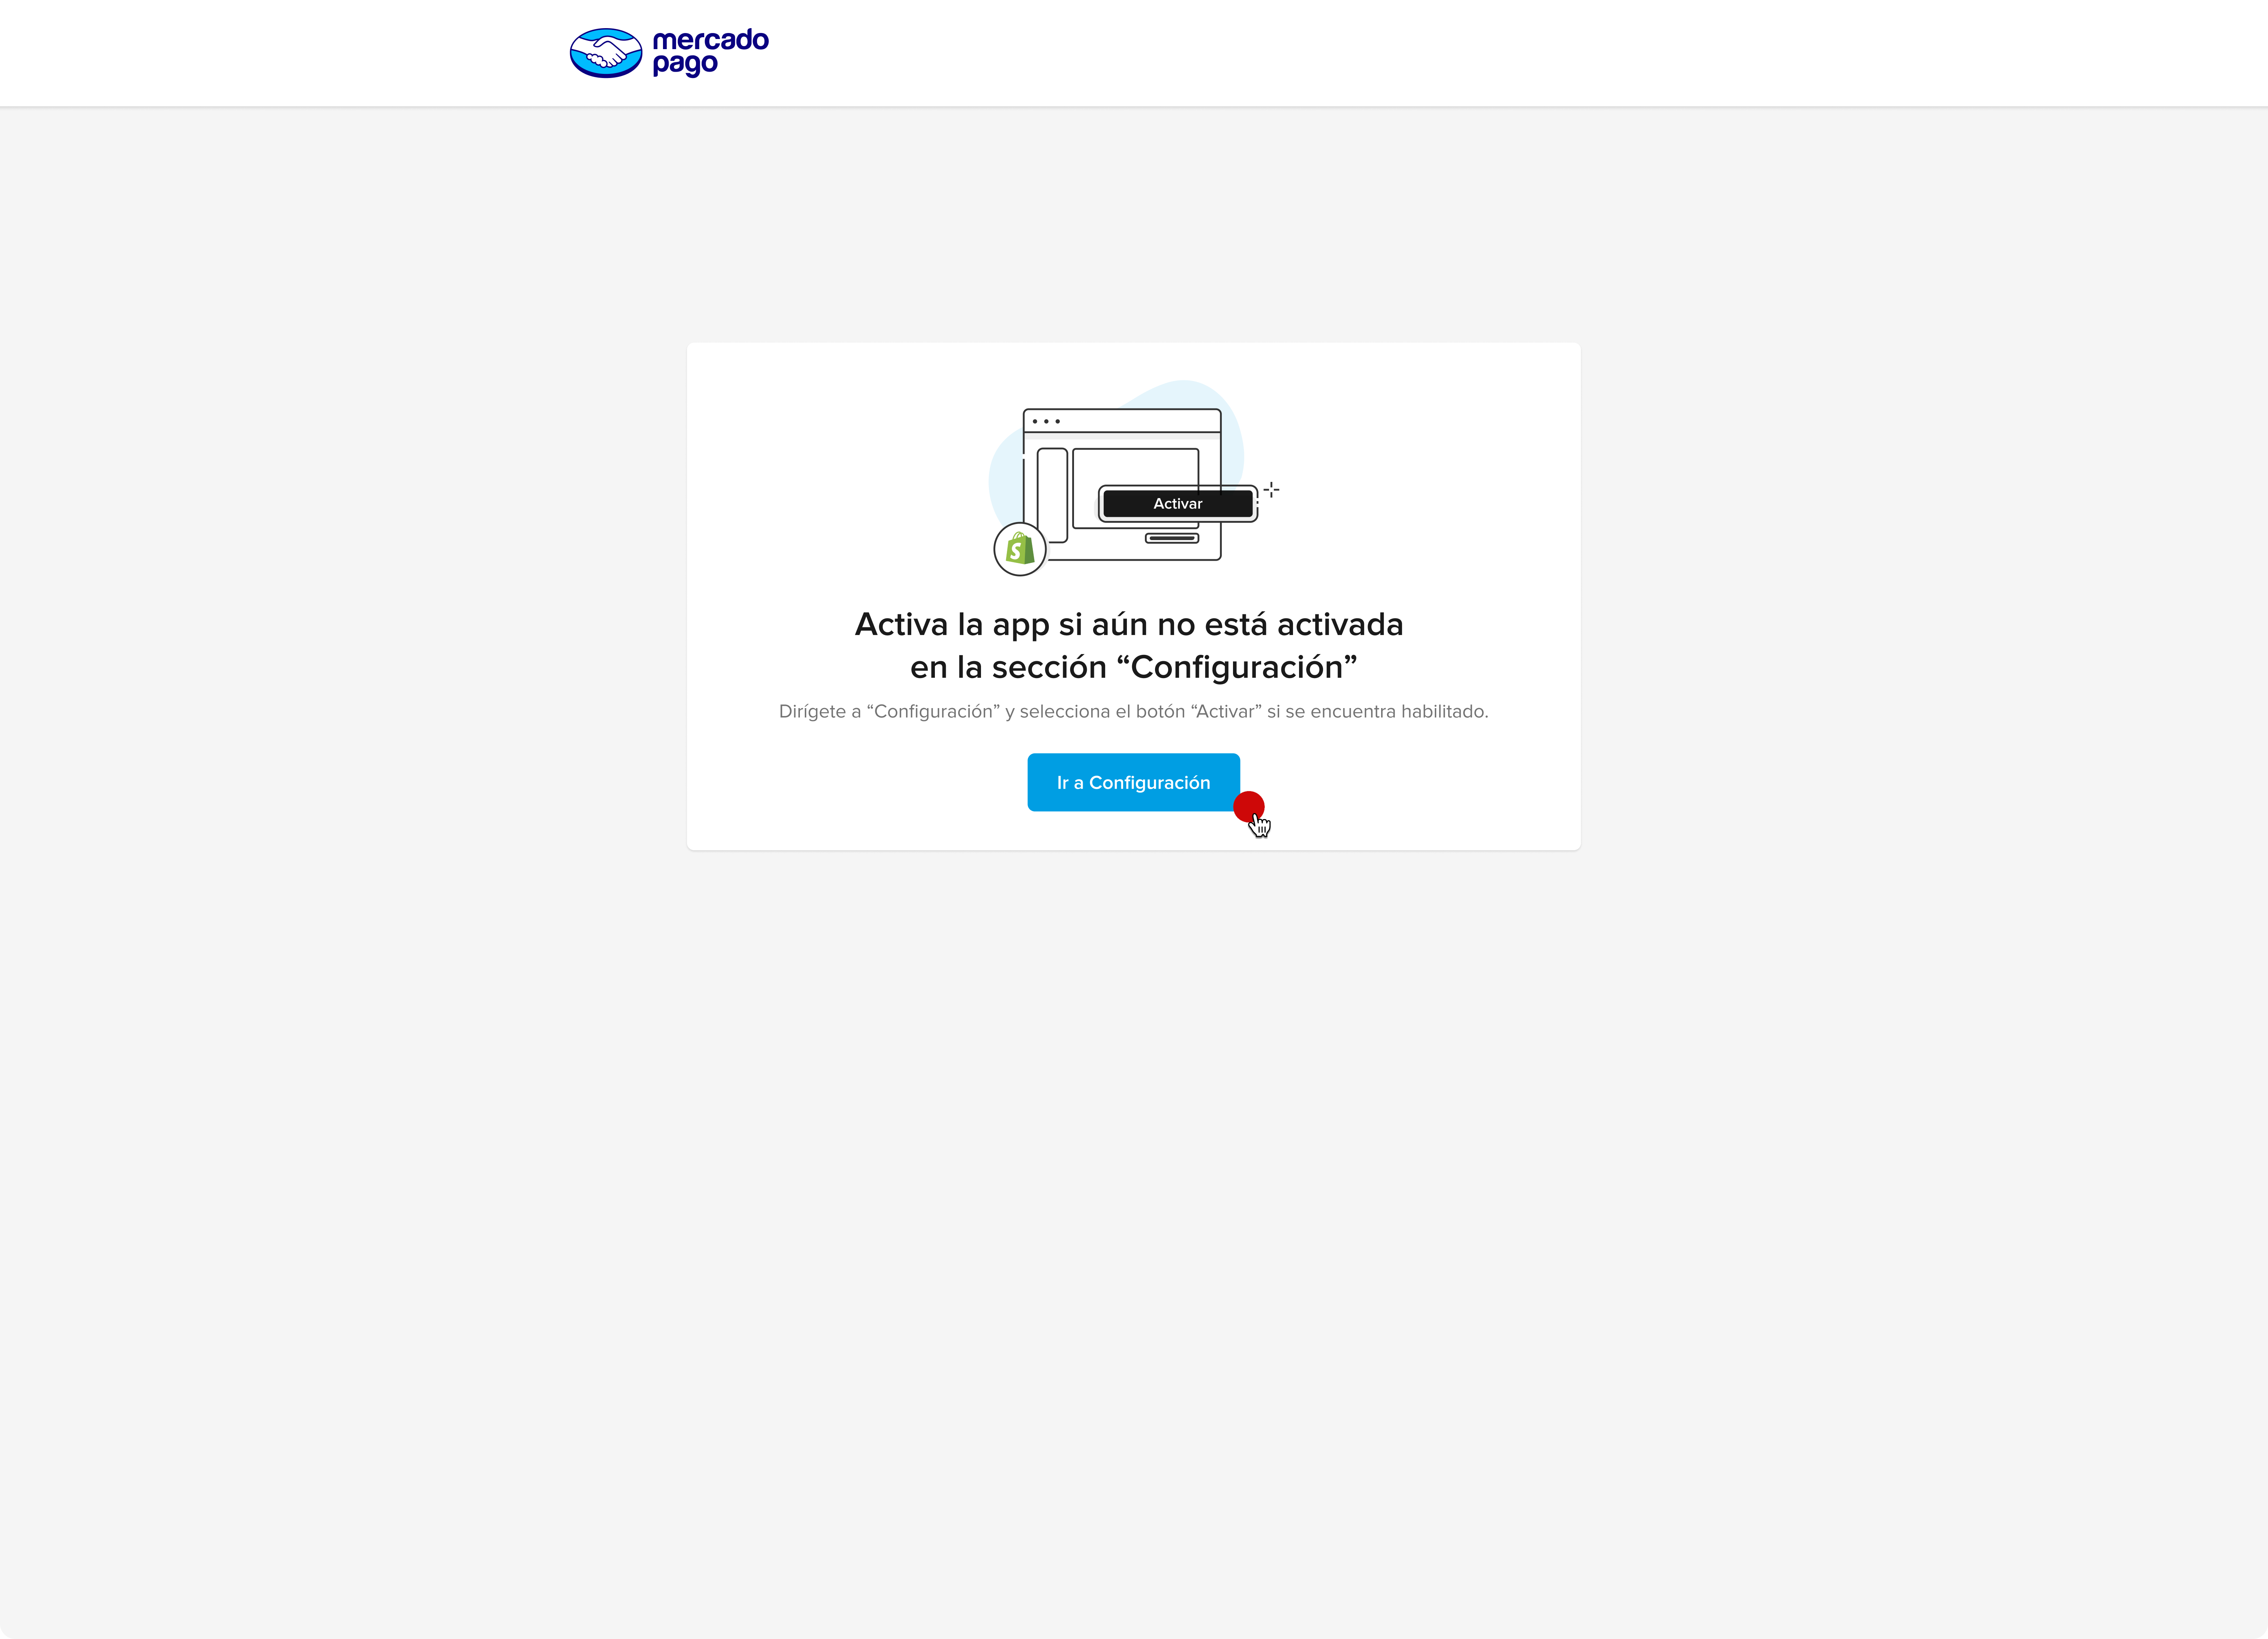 mercado
pago
Activar
S
Activa la app si aún no está activada
en la sección “Configuración”
Dirígete a “Configuración” y selecciona el botón “Activar” si se encuentra habilitado.
Ir a Configuración